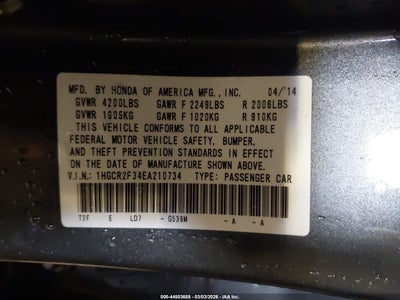 MFD. BY HONDA OF AMERICA MFG., INC. 04/14
GVWR 4200LBS GAWR F 2249LBS R 2006LBS
GVWR 1905KG GAWR F 1020KG R 910KG
THIS VEHICLE CONFORMS TO ALL APPLICABLE
FEDERAL MOTOR VEHICLE SAFETY, BUMPER,
AND THEFT PREVENTION STANDARDS IN EFFECT ON
THE DATE OF MANUFACTURE SHOWN ABOVE.
V.I.N.: 1HGCR2F34EA210734 TYPE: PASSENGER CAR
T2F E LD7 - G536M - A - A
000-44503688 - 03/03/2026 - IAA Inc.